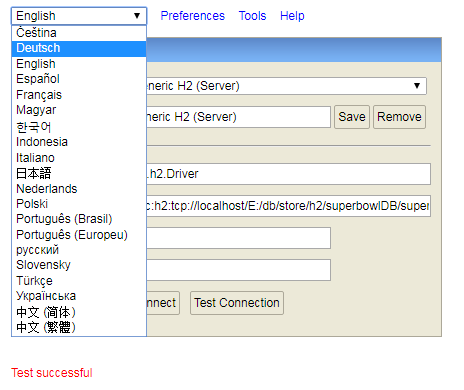 English Preferences Tools Help
Čeština
Deutsch
English
Español
Français
Magyar
한국어
Indonesia
Italiano
日本語
Nederlands
Polski
Português (Brasil)
Português (Europeu)
русский
Slovensky
Türkçe
Українська
中文 (简体)
中文 (繁體)
neric H2 (Server)
neric H2 (Server) Save Remove
.h2.Driver
c:h2:tcp://localhost/E:/db/store/h2/superbowlDB/supe
nnect Test Connection
Test successful